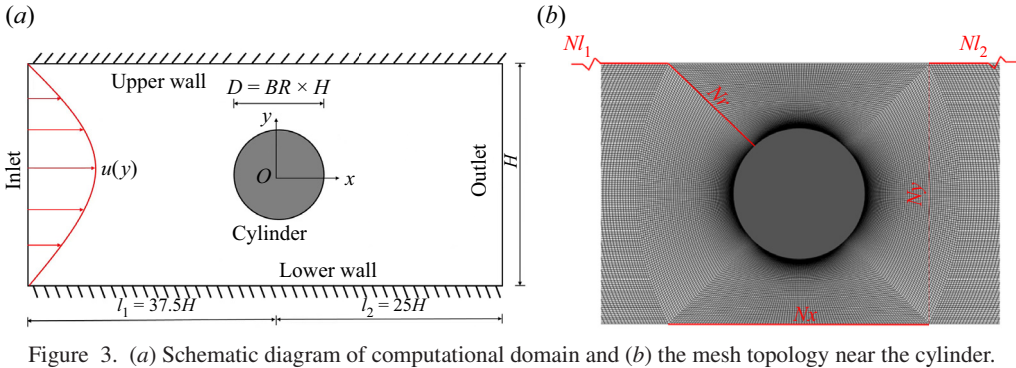 (a)
(b)
Upper wall
D = BR × H
y
Inlet
u(y)
O
x
Cylinder
Outlet
H
Lower wall
l₁ = 37.5H
l₂ = 25H
Nl₁
Nl₂
Nr
Ny
Nx
Figure 3. (a) Schematic diagram of computational domain and (b) the mesh topology near the cylinder.